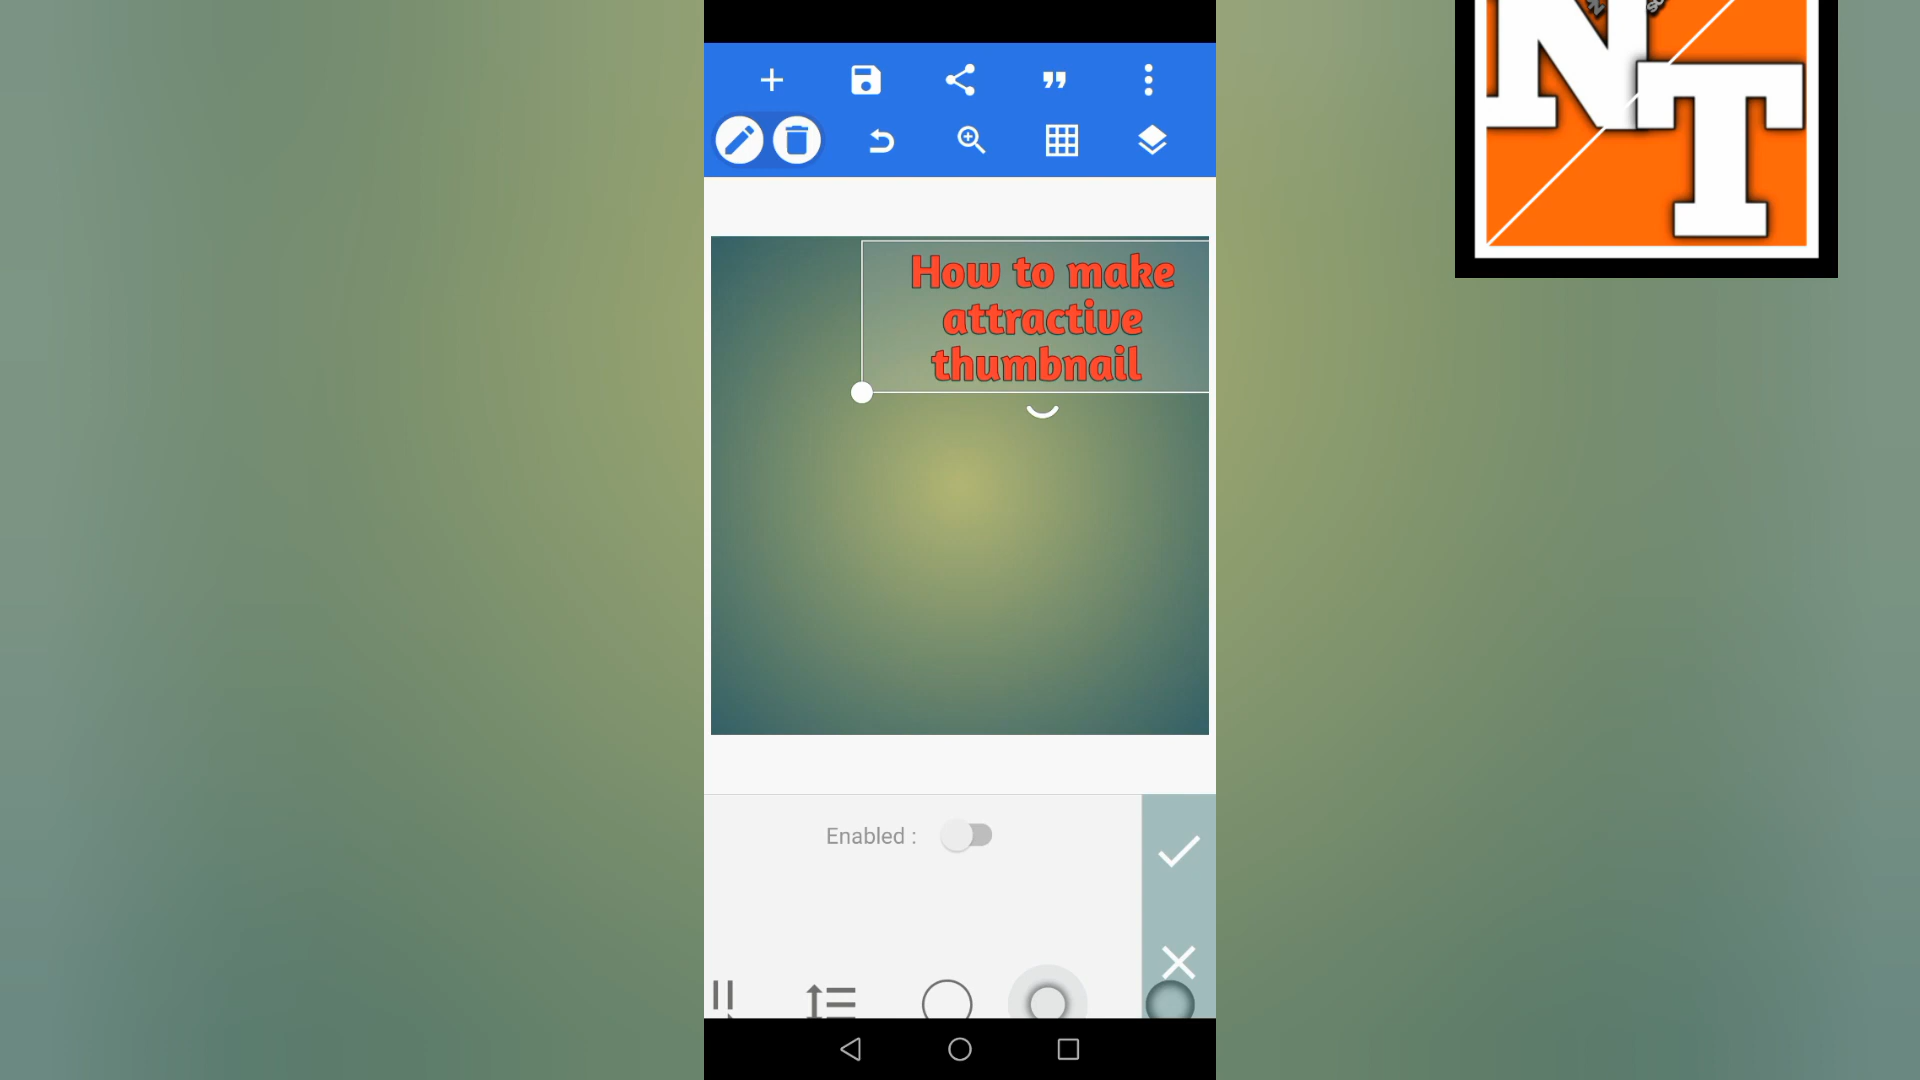 NT
How to make
attractive
thumbnail
Enabled :